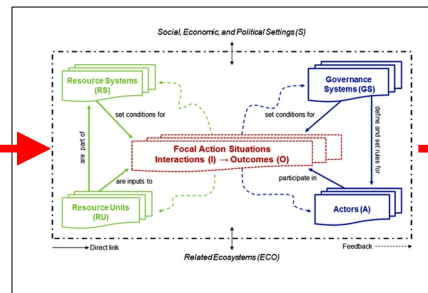 Social, Economic, and Political Settings (S)
Resource Systems (RS)
Governance Systems (GS)
set conditions for
set conditions for
are part of
define and set rules for
Focal Action Situations
Interactions (I) → Outcomes (O)
are inputs to
participate in
Resource Units (RU)
Actors (A)
Direct link
Feedback
Related Ecosystems (ECO)